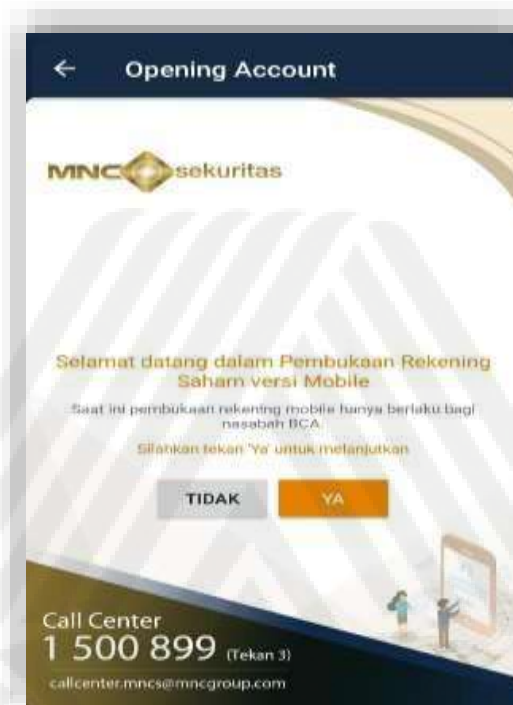 Opening Account
MNC sekuritas
Selamat datang dalam Pembukaan Rekening
Saham versi Mobile
Saat ini pembukaan rekening mobile hanya berlaku bagi
nasabah BCA.
Silahkan tekan 'Ya' untuk melanjutkan
TIDAK YA
Call Center
1 500 899 (Tekan 3)
callcenter.mncs@mncgroup.com